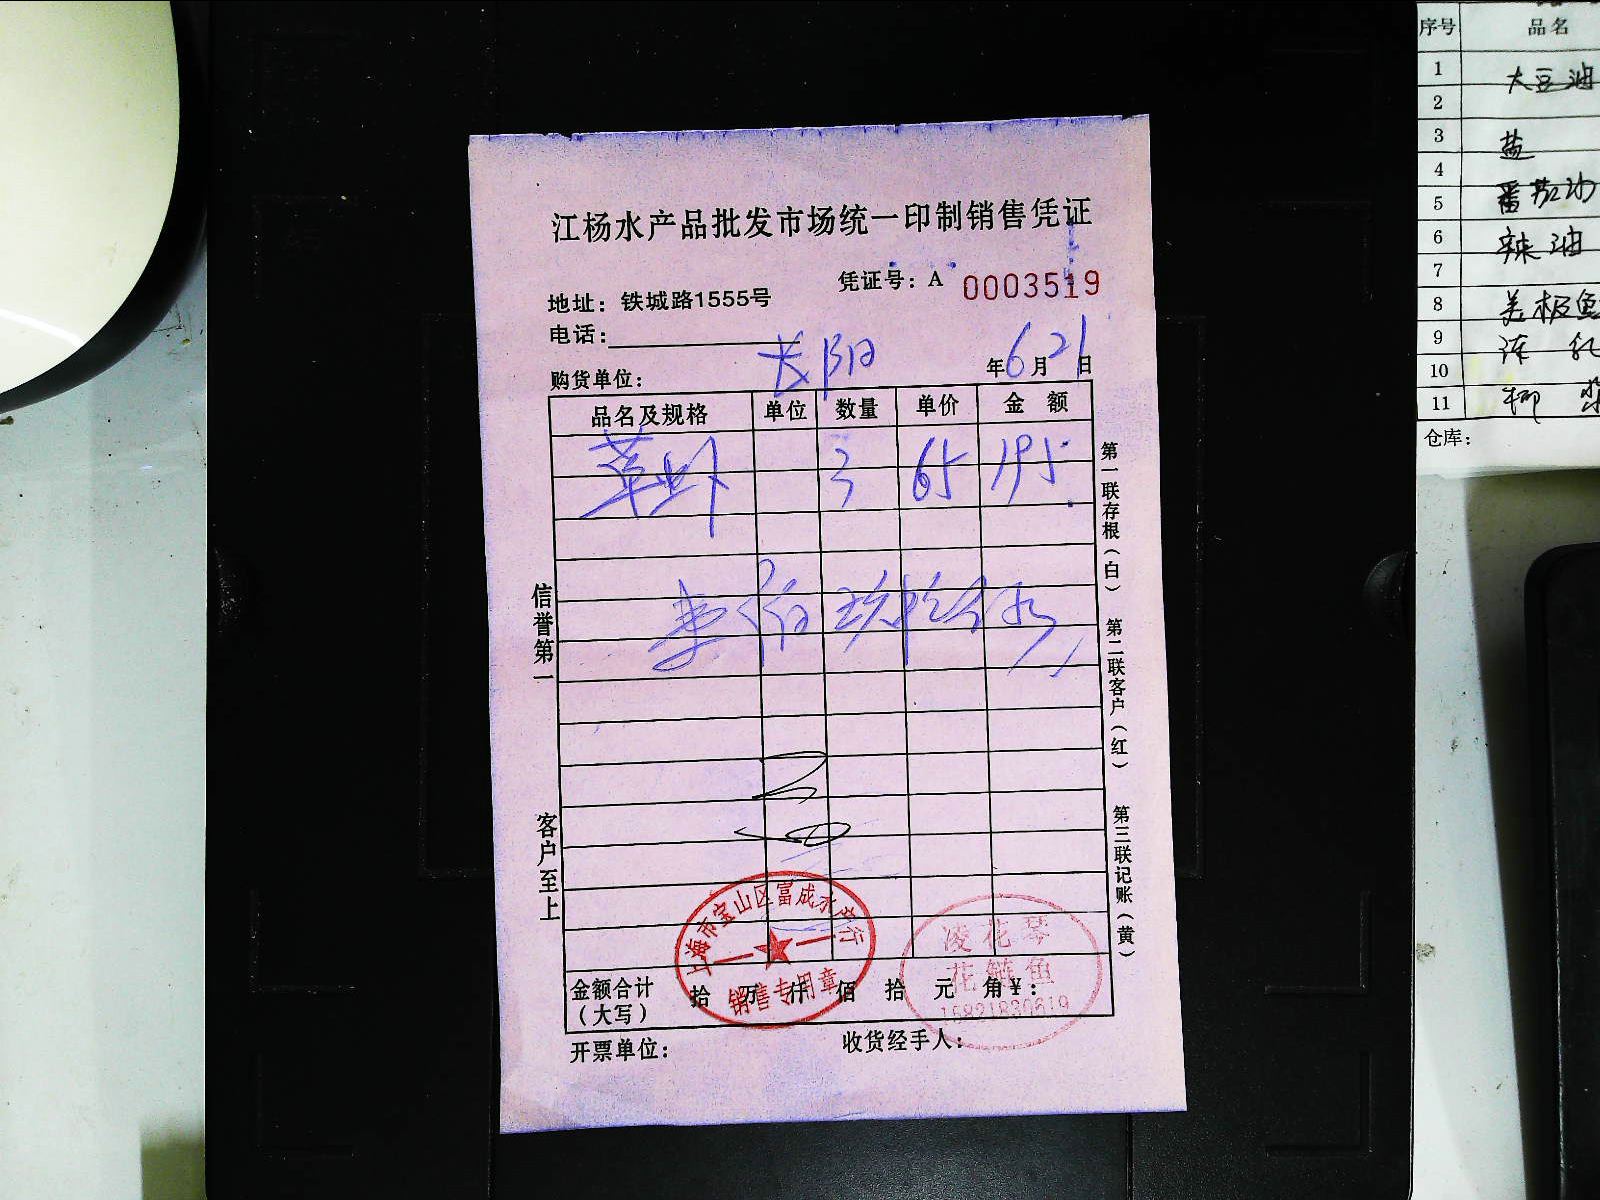 江杨水产品批发市场统一印制销售凭证
凭证号：A 0003519
地址：铁城路1555号
电话：
购货单位： 长阳 年6月21日
品名及规格 单位 数量 单价 金额
草虾 3 65 195
壹佰玖拾伍元
信誉第一
客户至上
第一联存根（白）
第二联客户（红）
第三联记账（黄）
上海市宝山区富成水产行
销售专用章
凌花琴
花鲢鱼
金额合计（大写） 拾 万 仟 佰 拾 元 角 ¥：
开票单位： 收货经手人：
序号 品名
1 大豆油
2
3 盐
4
5
6 辣油
7
8
9
10
11
仓库：